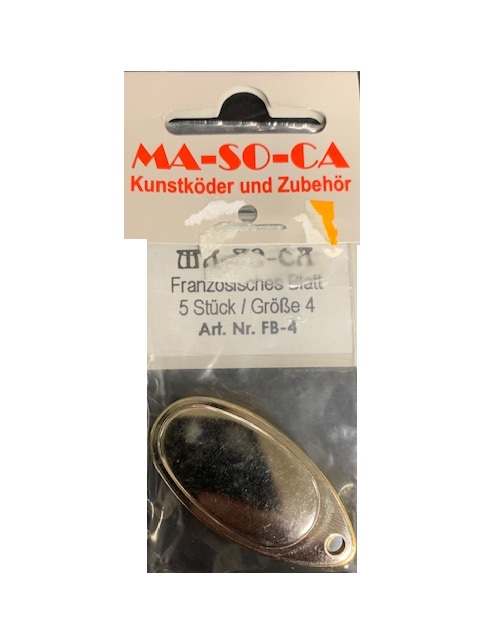 MA-SO-CA
Kunstköder und Zubehör
MA-SO-CA
Französisches Blatt
5 Stück / Größe 4
Art. Nr. FB-4